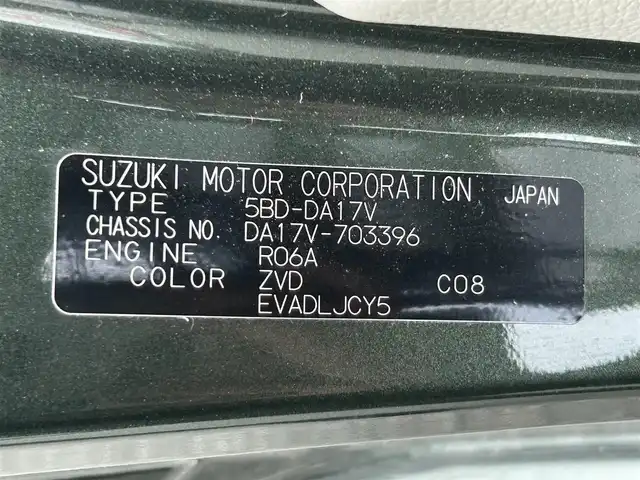 SUZUKI MOTOR CORPORATION JAPAN
TYPE 5BD-DA17V
CHASSIS NO. DA17V-703396
ENGINE R06A
COLOR ZVD C08
EVADLJCY5